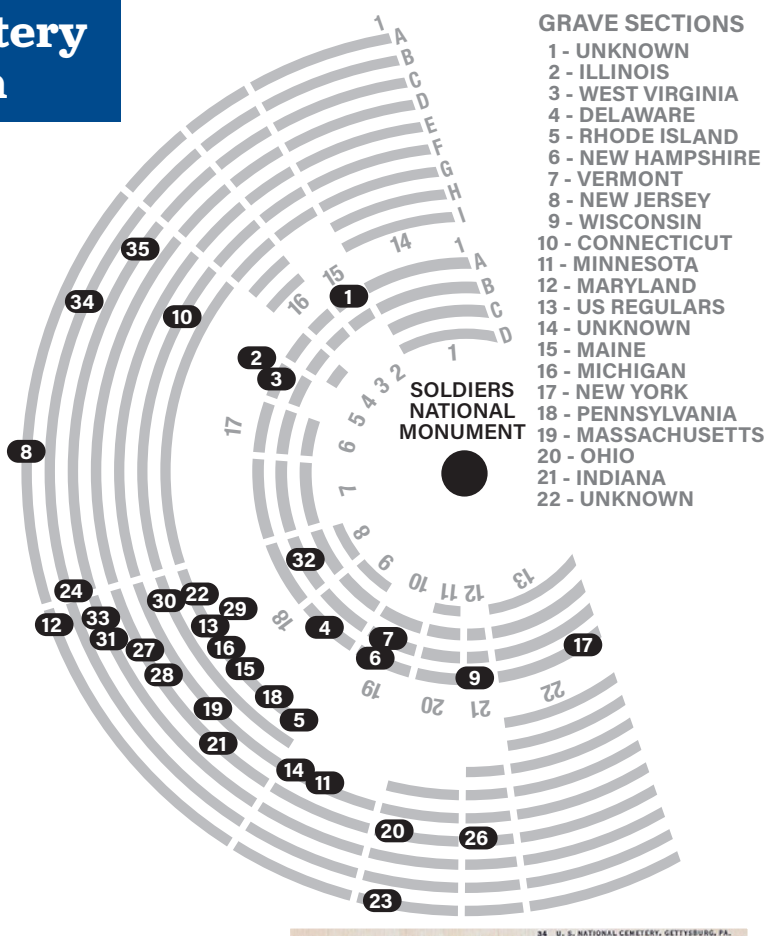 tery
GRAVE SECTIONS
1 - UNKNOWN
2 - ILLINOIS
3 - WEST VIRGINIA
4 - DELAWARE
5 - RHODE ISLAND
6 - NEW HAMPSHIRE
7 - VERMONT
8 - NEW JERSEY
9 - WISCONSIN
10 - CONNECTICUT
11 - MINNESOTA
12 - MARYLAND
13 - US REGULARS
14 - UNKNOWN
15 - MAINE
16 - MICHIGAN
17 - NEW YORK
18 - PENNSYLVANIA
19 - MASSACHUSETTS
20 - OHIO
21 - INDIANA
22 - UNKNOWN
1
A
B
C
D
E
F
G
H
I
14
15
16
17
18
19
20
21
22
1
A
B
C
D
1
2
3
4
5
6
7
8
9
10
11
12
13
SOLDIERS
NATIONAL
MONUMENT
35
34
10
1
2
3
8
32
24
30
22
29
12
33
13
4
31
7
17
27
16
6
28
15
9
18
19
5
21
14
11
20
26
23
34 U. S. NATIONAL CEMETERY, GETTYSBURG, PA.